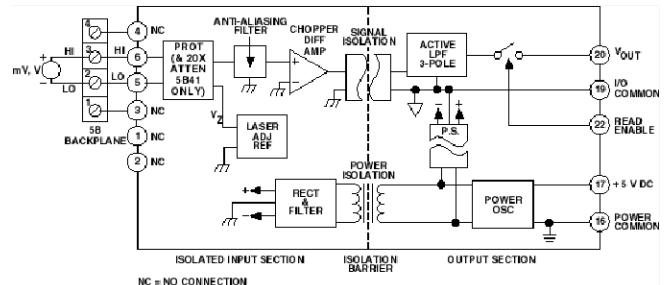 4
4
NC
ANTI-ALIASING
FILTER
CHOPPER
DIFF
AMP
SIGNAL
ISOLATION
ACTIVE
LPF
3-POLE
20
VOUT
+
HI
3
HI
6
PROT
(& 20X
ATTEN
5B41
ONLY)
mV, V
–
LO
2
LO
5
+
–
19
I/O
COMMON
1
3
NC
VZ
– +
P.S.
22
READ
ENABLE
5B
BACKPLANE
1
NC
LASER
ADJ
REF
2
NC
POWER
ISOLATION
+
–
RECT
&
FILTER
POWER
OSC
17
+5 V DC
16
POWER
COMMON
ISOLATED INPUT SECTION
ISOLATION
BARRIER
OUTPUT SECTION
NC = NO CONNECTION